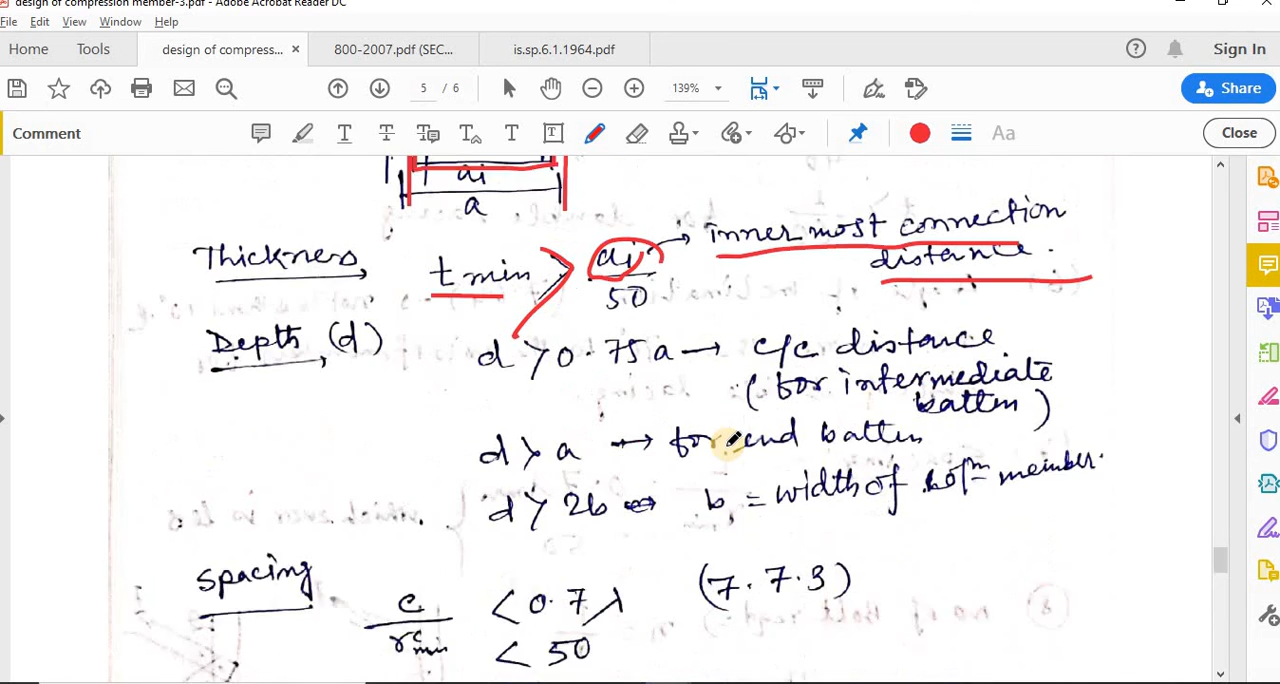 design of compression member-3.pdf - Adobe Acrobat Reader DC
File Edit View Window Help
Home Tools design of compress... × 800-2007.pdf (SEC... is.sp.6.1.1964.pdf Sign In
5 / 6 139% Share
Comment Aa Close
ai
a
Thickness t min > ai inner most connection
50 distance.
Depth (d) d > 0.75 a → c/c distance
(for intermediate
batten)
d > a → for end batten
d > 2b b = width of member.
Spacing (7.7.3)
c < 0.7 λ
r c min < 50